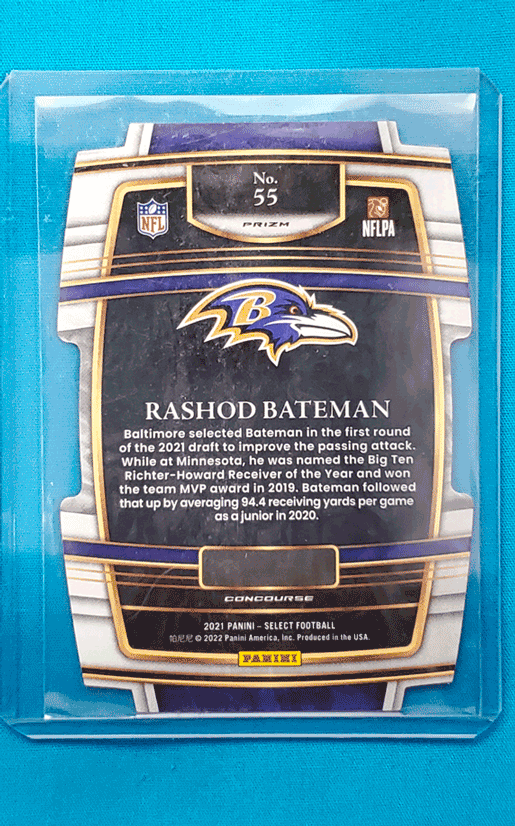 No.
55
PRIZM
NFL
NFLPA
B
RASHOD BATEMAN
Baltimore selected Bateman in the first round
of the 2021 draft to improve the passing attack.
While at Minnesota, he was named the Big Ten
Richter-Howard Receiver of the Year and won
the team MVP award in 2019. Bateman followed
that up by averaging 94.4 receiving yards per game
as a junior in 2020.
CONCOURSE
2021 PANINI - SELECT FOOTBALL
帕尼尼 © 2022 Panini America, Inc. Produced in the USA.
PANINI